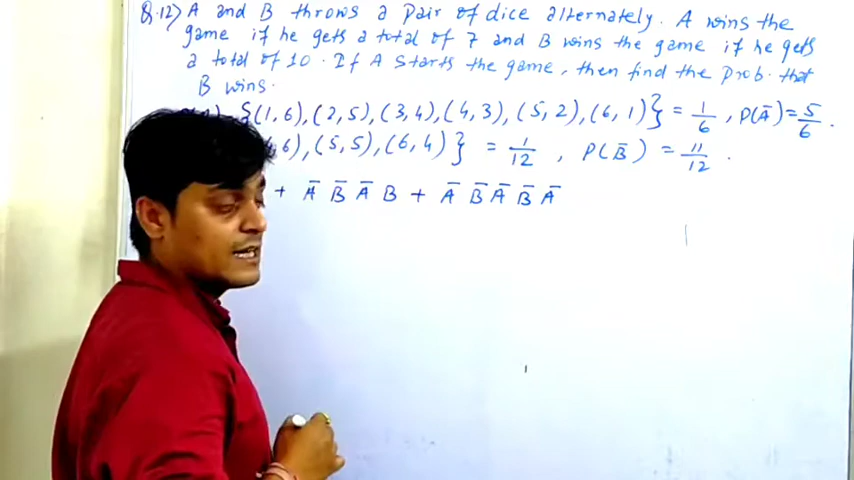 Q.12) A and B throws a pair of dice alternately. A wins the
game if he gets a total of 7 and B wins the game if he gets
a total of 10. If A starts the game, then find the prob. that
B wins.
{(1,6), (2,5), (3,4), (4,3), (5,2), (6,1)} = 1/6, P(Ā) = 5/6.
6), (5,5), (6,4)} = 1/12, P(B̄) = 11/12.
+ Ā B̄ Ā B + Ā B̄ Ā B̄ Ā